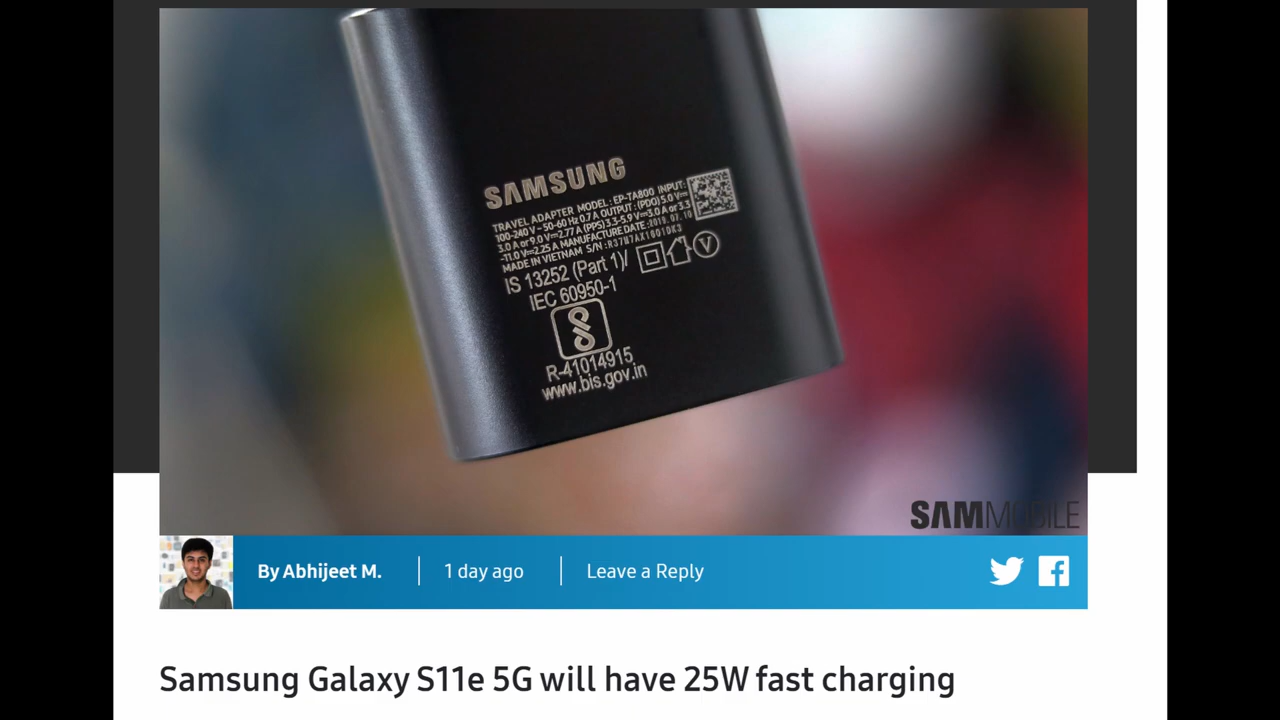 SAMSUNG
TRAVEL ADAPTER MODEL : EP-TA800 INPUT:
100-240 V ~ 50-60 Hz 0.7 A OUTPUT : (PDO) 5.0 V⎓
3.0 A or 9.0 V⎓2.77 A (PPS) 3.3-5.9 V⎓3.0 A or 3.3
-11.0 V⎓2.25 A MANUFACTURE DATE : 2019.07.10
MADE IN VIETNAM S/N :
IS 13252 (Part 1)/
IEC 60950-1
R-41014915
www.bis.gov.in
V
SAMMOBILE
By Abhijeet M.
1 day ago
Leave a Reply
Samsung Galaxy S11e 5G will have 25W fast charging